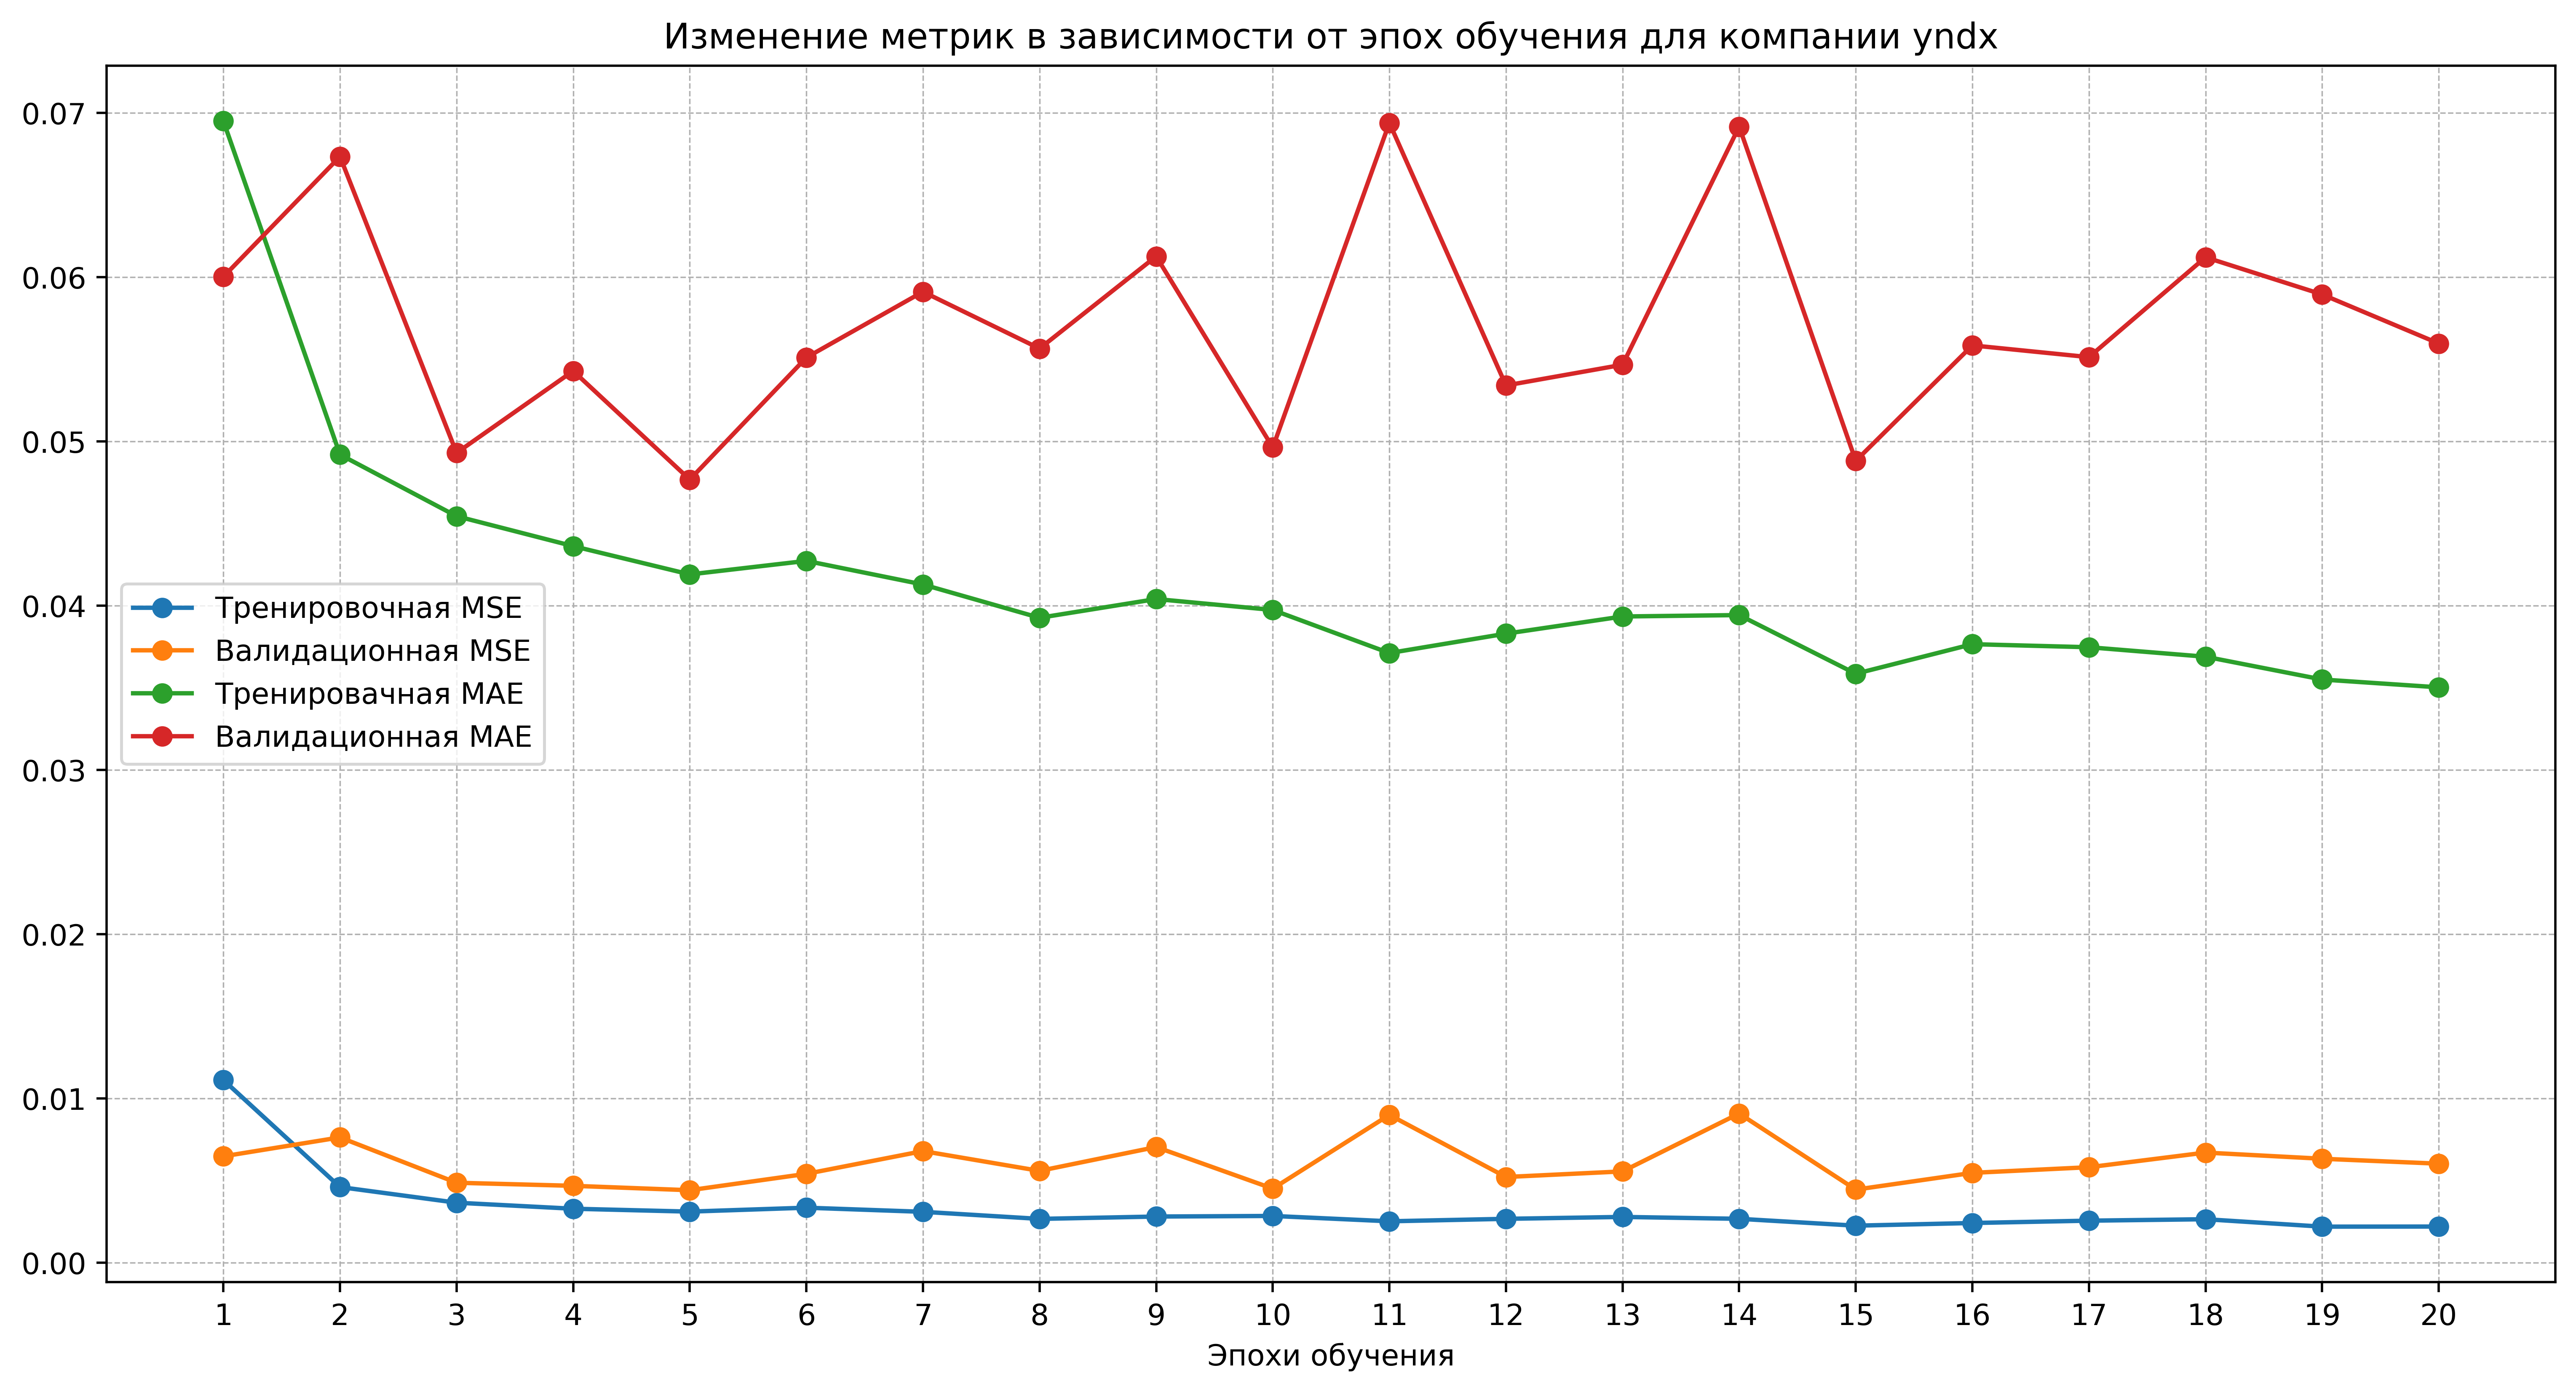 Изменение метрик в зависимости от эпох обучения для компании yndx
0.07
0.06
0.05
0.04
0.03
0.02
0.01
0.00
Тренировочная MSE
Валидационная MSE
Тренировачная MAE
Валидационная MAE
1 2 3 4 5 6 7 8 9 10 11 12 13 14 15 16 17 18 19 20
Эпохи обучения